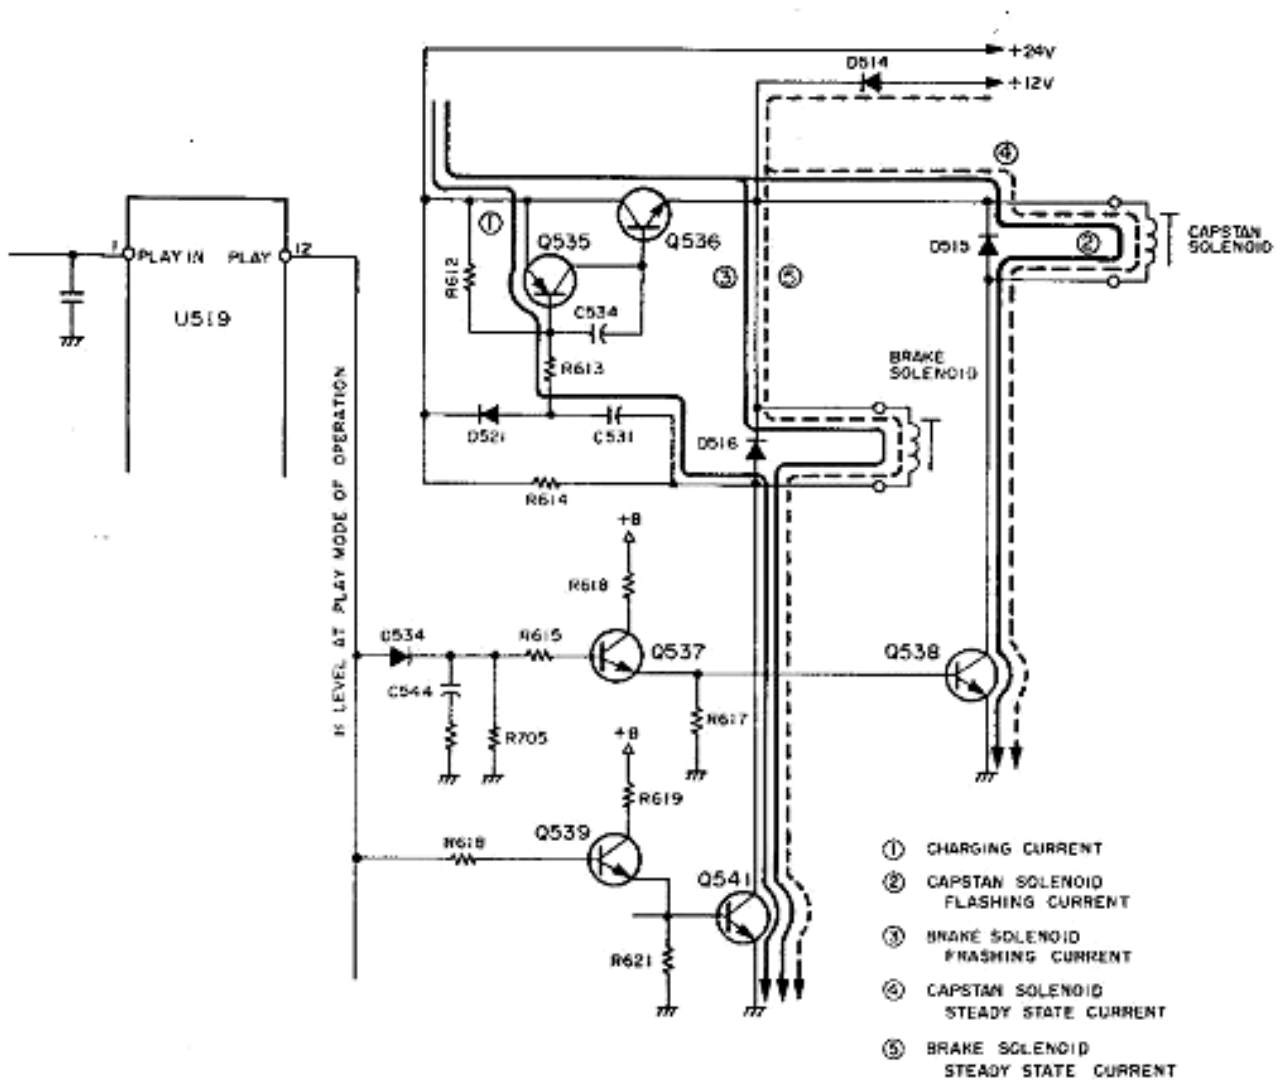 +24V
D514
+12V
④
1
PLAY IN
PLAY
12
U519
①
Q535
Q536
R612
C534
R613
③
⑤
D515
②
CAPSTAN
SOLENOID
BRAKE
SOLENOID
D521
C531
D516
R614
H LEVEL AT PLAY MODE OF OPERATION
+B
R618
D534
R615
Q537
Q538
C544
R705
R617
+B
R619
R618
Q539
Q541
R621
① CHARGING CURRENT
② CAPSTAN SOLENOID
FLASHING CURRENT
③ BRAKE SOLENOID
FRASHING CURRENT
④ CAPSTAN SOLENOID
STEADY STATE CURRENT
⑤ BRAKE SOLENOID
STEADY STATE CURRENT